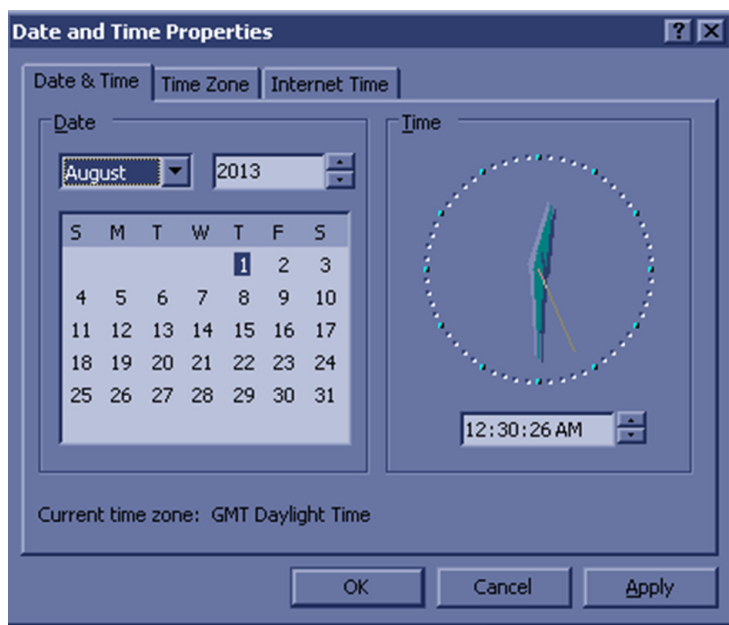 Date and Time Properties
Date & Time Time Zone Internet Time
Date
August 2013
S M T W T F S
1 2 3
4 5 6 7 8 9 10
11 12 13 14 15 16 17
18 19 20 21 22 23 24
25 26 27 28 29 30 31
Time
12:30:26 AM
Current time zone: GMT Daylight Time
OK Cancel Apply